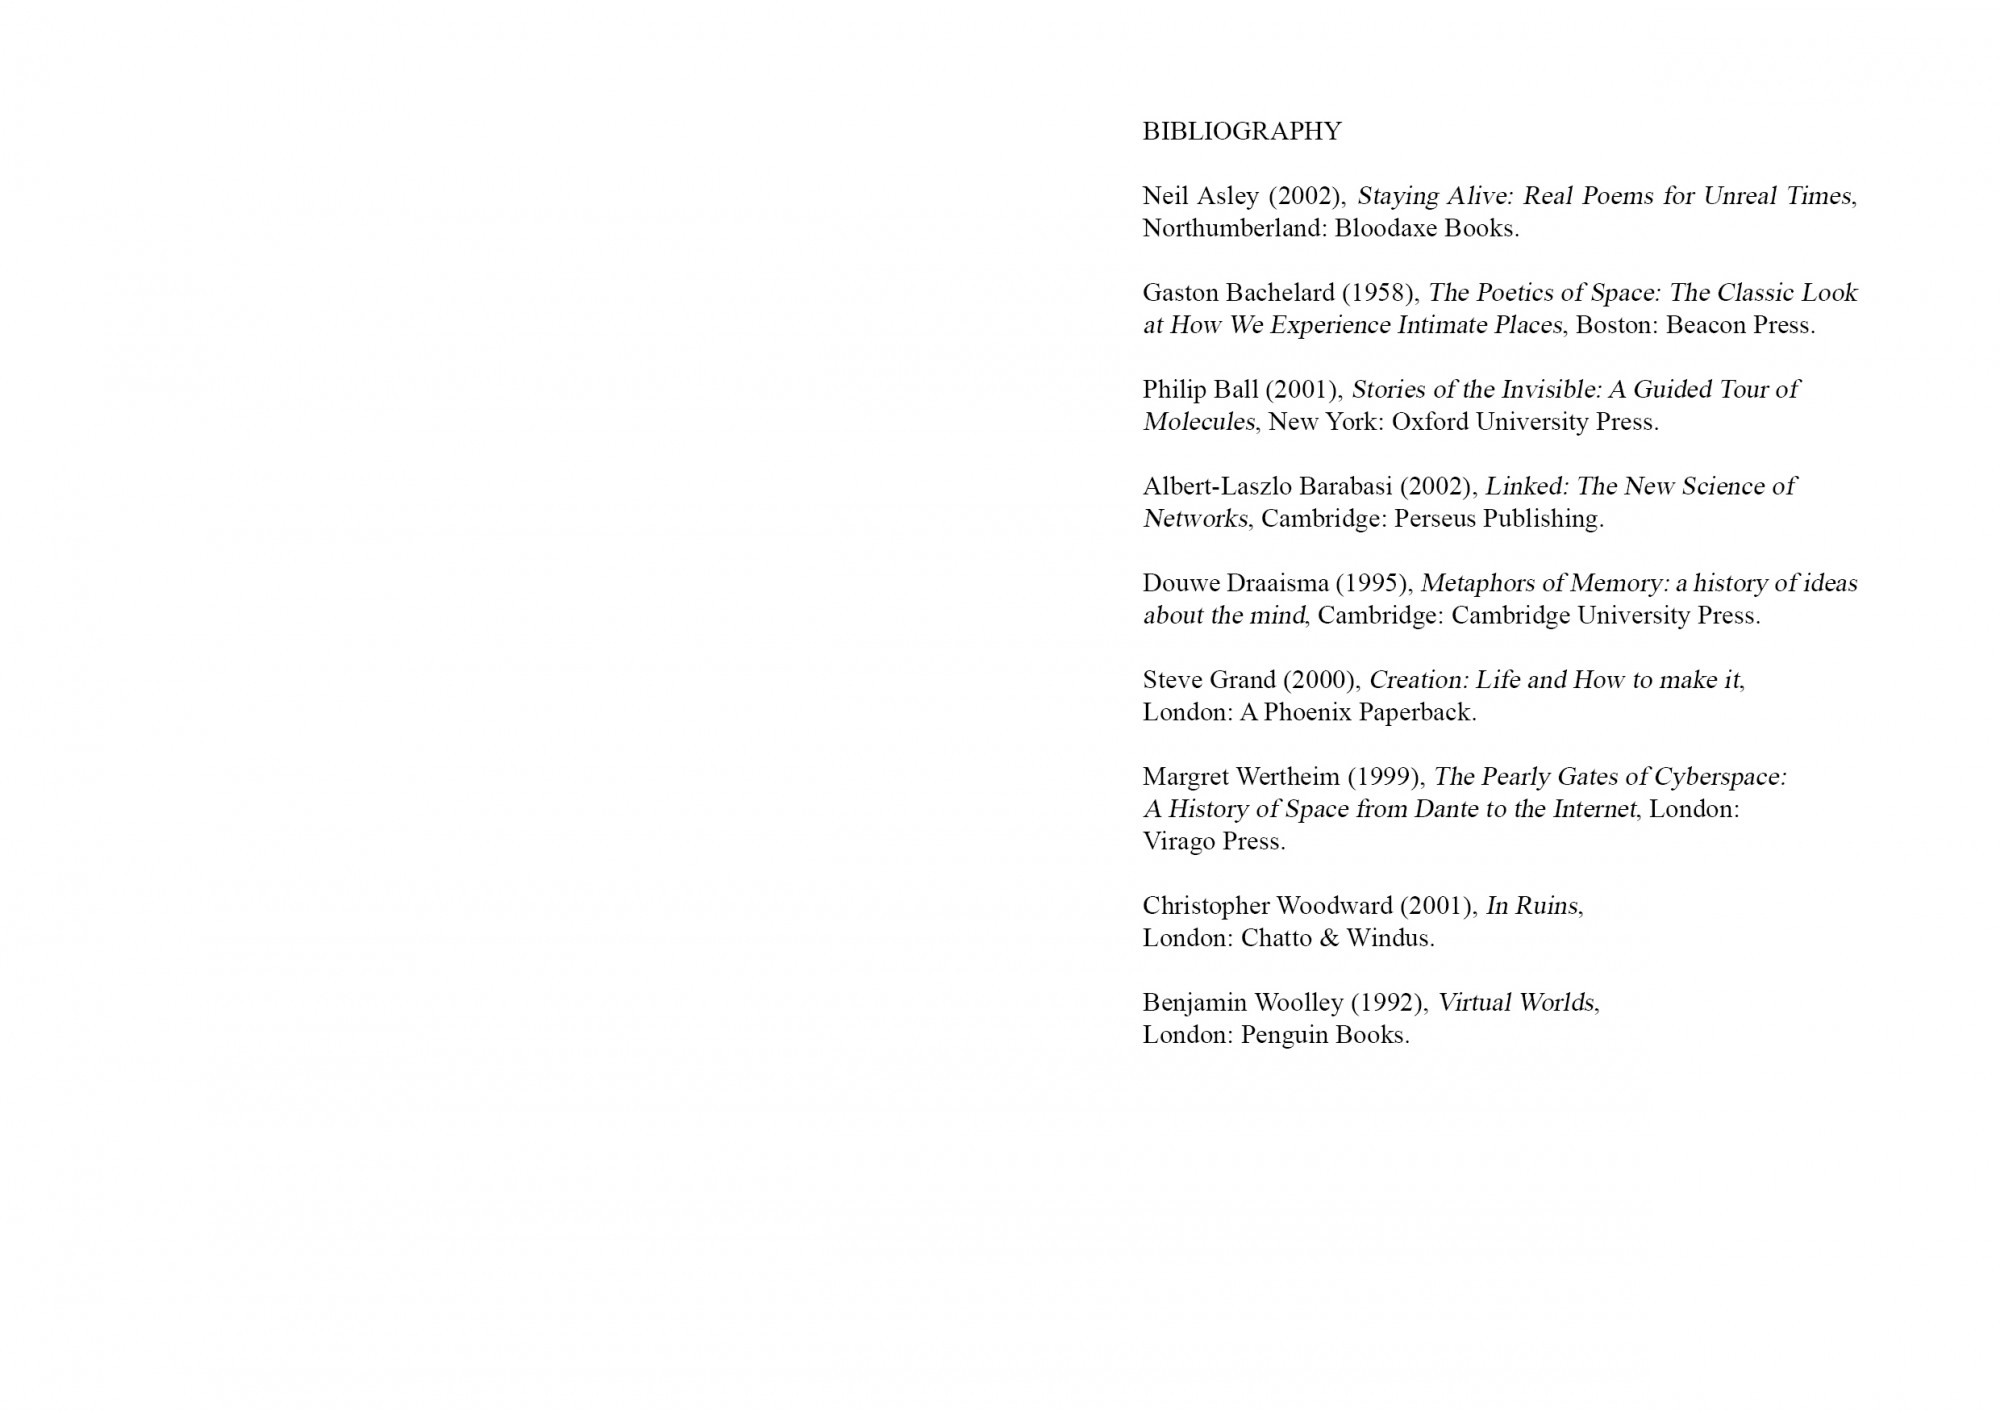 BIBLIOGRAPHY
Neil Asley (2002), Staying Alive: Real Poems for Unreal Times,
Northumberland: Bloodaxe Books.
Gaston Bachelard (1958), The Poetics of Space: The Classic Look
at How We Experience Intimate Places, Boston: Beacon Press.
Philip Ball (2001), Stories of the Invisible: A Guided Tour of
Molecules, New York: Oxford University Press.
Albert-Laszlo Barabasi (2002), Linked: The New Science of
Networks, Cambridge: Perseus Publishing.
Douwe Draaisma (1995), Metaphors of Memory: a history of ideas
about the mind, Cambridge: Cambridge University Press.
Steve Grand (2000), Creation: Life and How to make it,
London: A Phoenix Paperback.
Margret Wertheim (1999), The Pearly Gates of Cyberspace:
A History of Space from Dante to the Internet, London:
Virago Press.
Christopher Woodward (2001), In Ruins,
London: Chatto & Windus.
Benjamin Woolley (1992), Virtual Worlds,
London: Penguin Books.